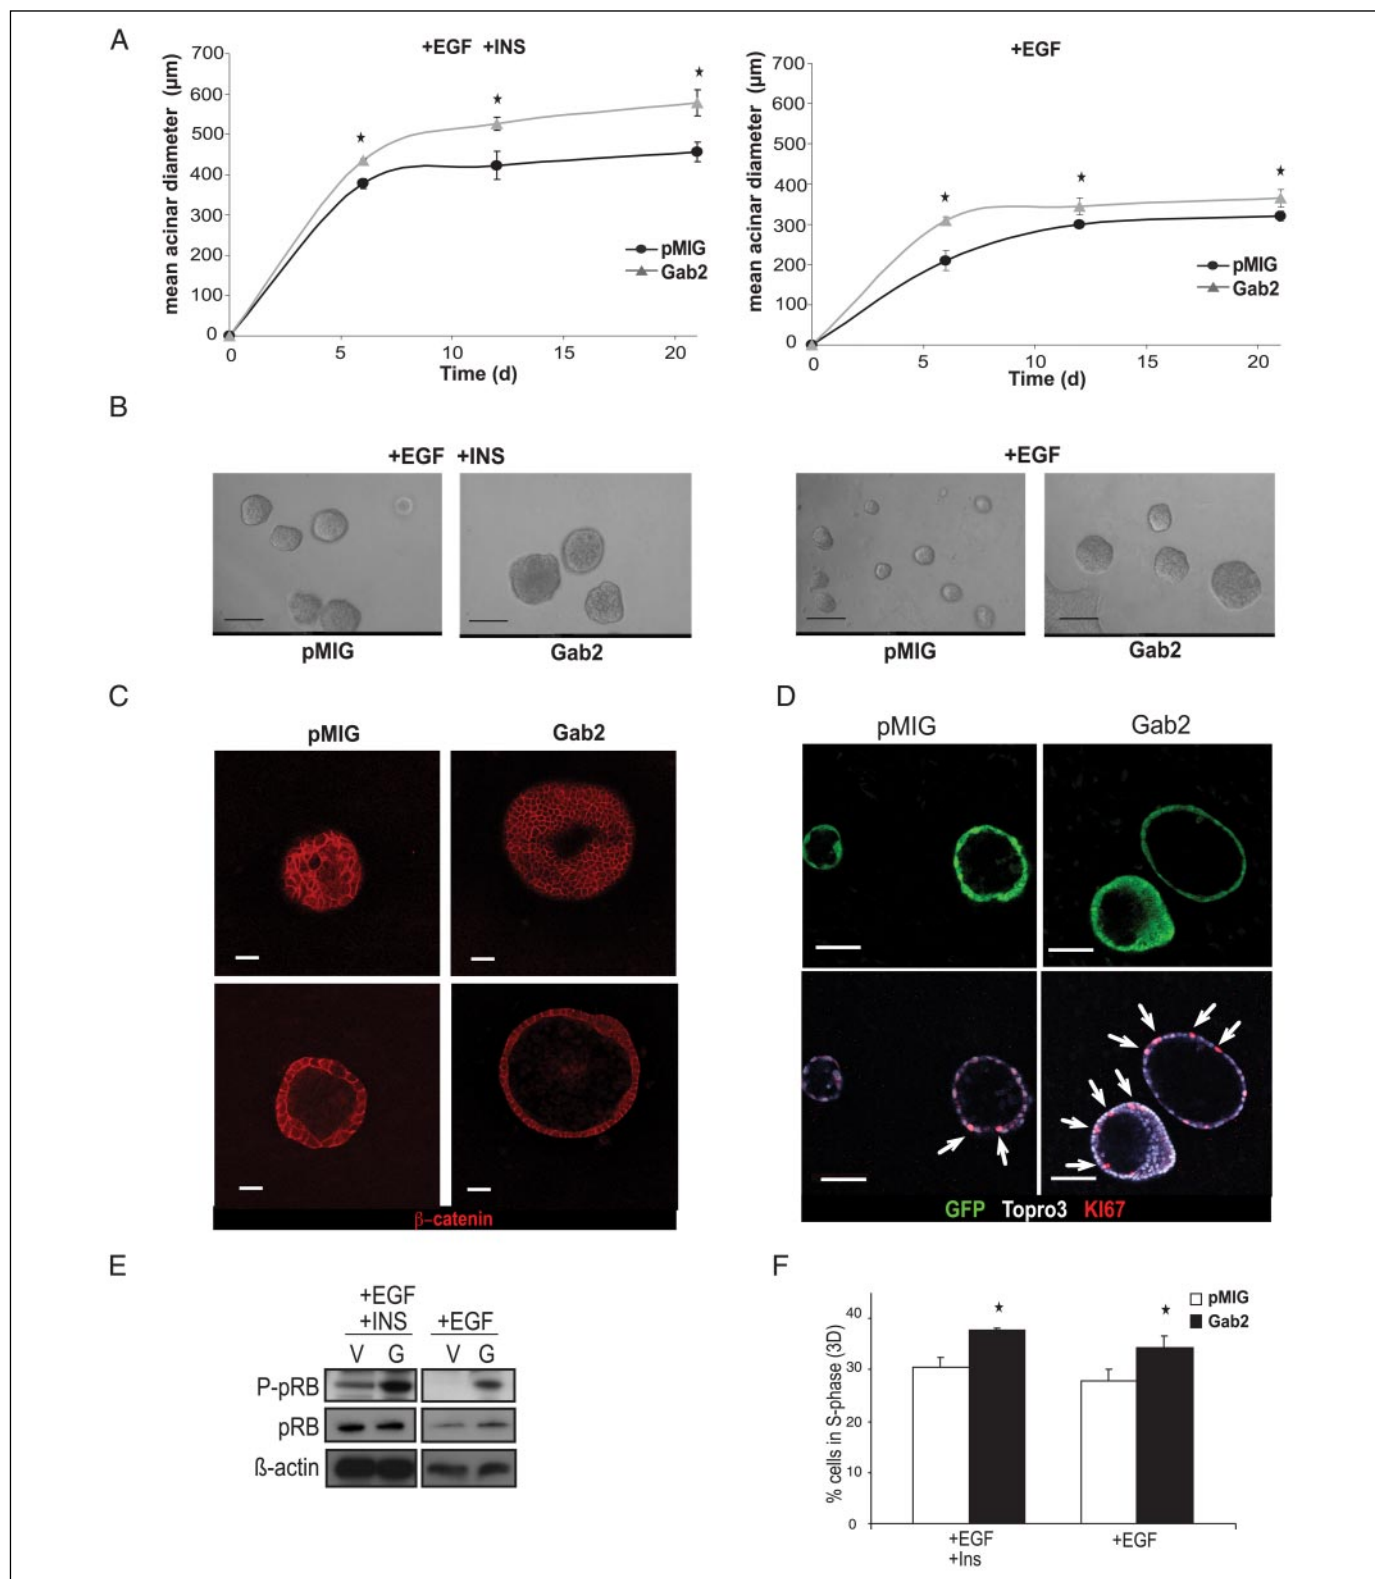 A
+EGF +INS
mean acinar diameter (µm)
700
600
500
400
300
200
100
0
0
5
10
15
20
Time (d)
pMIG
Gab2
+EGF
mean acinar diameter (µm)
700
600
500
400
300
200
100
0
0
5
10
15
20
Time (d)
pMIG
Gab2
B
+EGF +INS
pMIG
Gab2
+EGF
pMIG
Gab2
C
pMIG
Gab2
β-catenin
D
pMIG
Gab2
GFP Topro3 KI67
E
+EGF
+INS
+EGF
V G V G
P-pRB
pRB
ß-actin
F
% cells in S-phase (3D)
40
30
20
10
0
pMIG
Gab2
+EGF
+Ins
+EGF